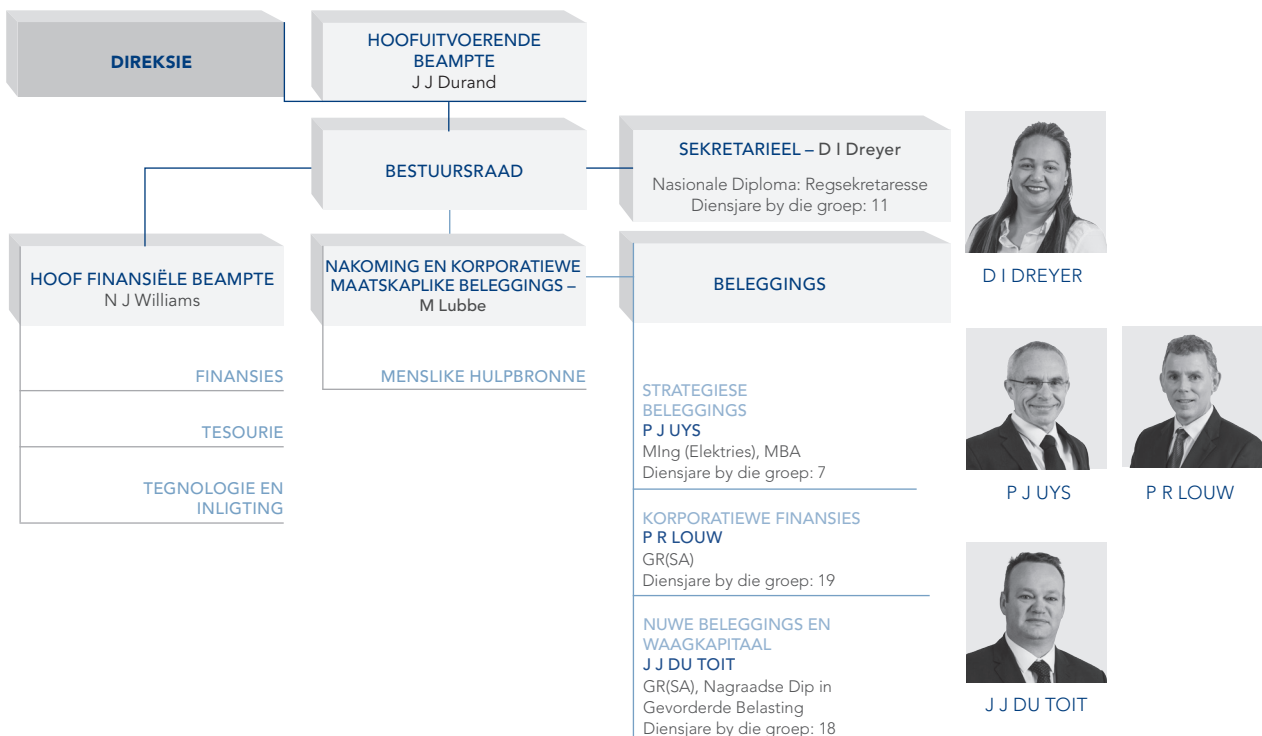 DIREKSIE
HOOFUITVOERENDE
BEAMPTE
J J Durand
BESTUURSRAAD
SEKRETARIEEL – D I Dreyer
Nasionale Diploma: Regsekretaresse
Diensjare by die groep: 11
D I DREYER
HOOF FINANSIËLE BEAMPTE
N J Williams
FINANSIES
TESOURIE
TEGNOLOGIE EN
INLIGTING
NAKOMING EN KORPORATIEWE
MAATSKAPLIKE BELEGGINGS –
M Lubbe
MENSLIKE HULPBRONNE
BELEGGINGS
STRATEGIESE
BELEGGINGS
P J UYS
MIng (Elektries), MBA
Diensjare by die groep: 7
KORPORATIEWE FINANSIES
P R LOUW
GR(SA)
Diensjare by die groep: 19
NUWE BELEGGINGS EN
WAAGKAPITAAL
J J DU TOIT
GR(SA), Nagraadse Dip in
Gevorderde Belasting
Diensjare by die groep: 18
P J UYS
P R LOUW
J J DU TOIT